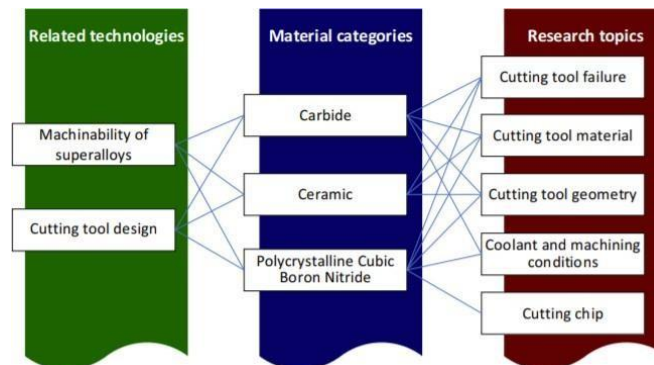 Related technologies
Machinability of
superalloys
Cutting tool design
Material categories
Carbide
Ceramic
Polycrystalline Cubic
Boron Nitride
Research topics
Cutting tool failure
Cutting tool material
Cutting tool geometry
Coolant and machining
conditions
Cutting chip